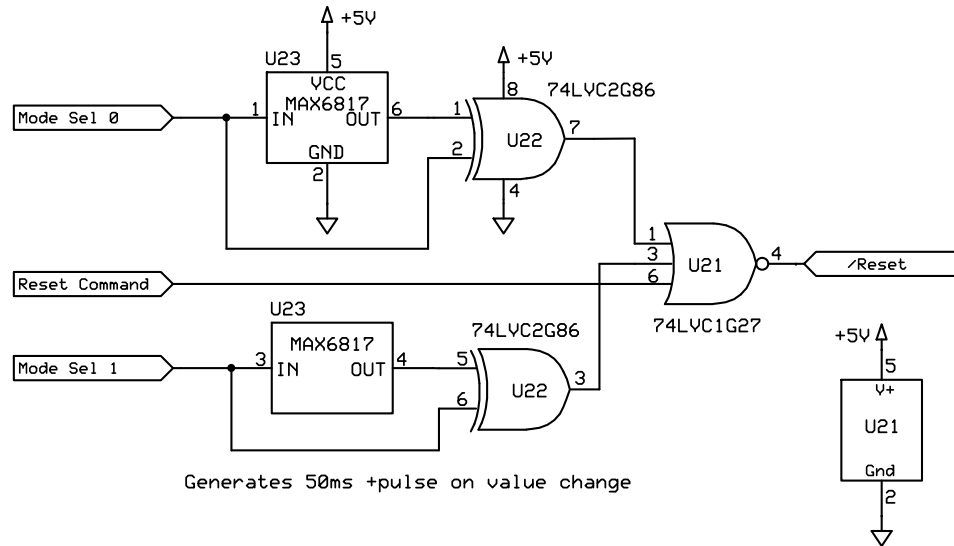 +5V
U23
5
VCC
MAX6817
1
IN
OUT
6
GND
2
Mode Sel 0
+5V
8
74LVC2G86
1
2
U22
7
4
1
3
6
U21
4
/Reset
74LVC1G27
Reset Command
U23
MAX6817
3
IN
OUT
4
Mode Sel 1
74LVC2G86
5
6
U22
3
+5V
5
V+
U21
Gnd
2
Generates 50ms +pulse on value change